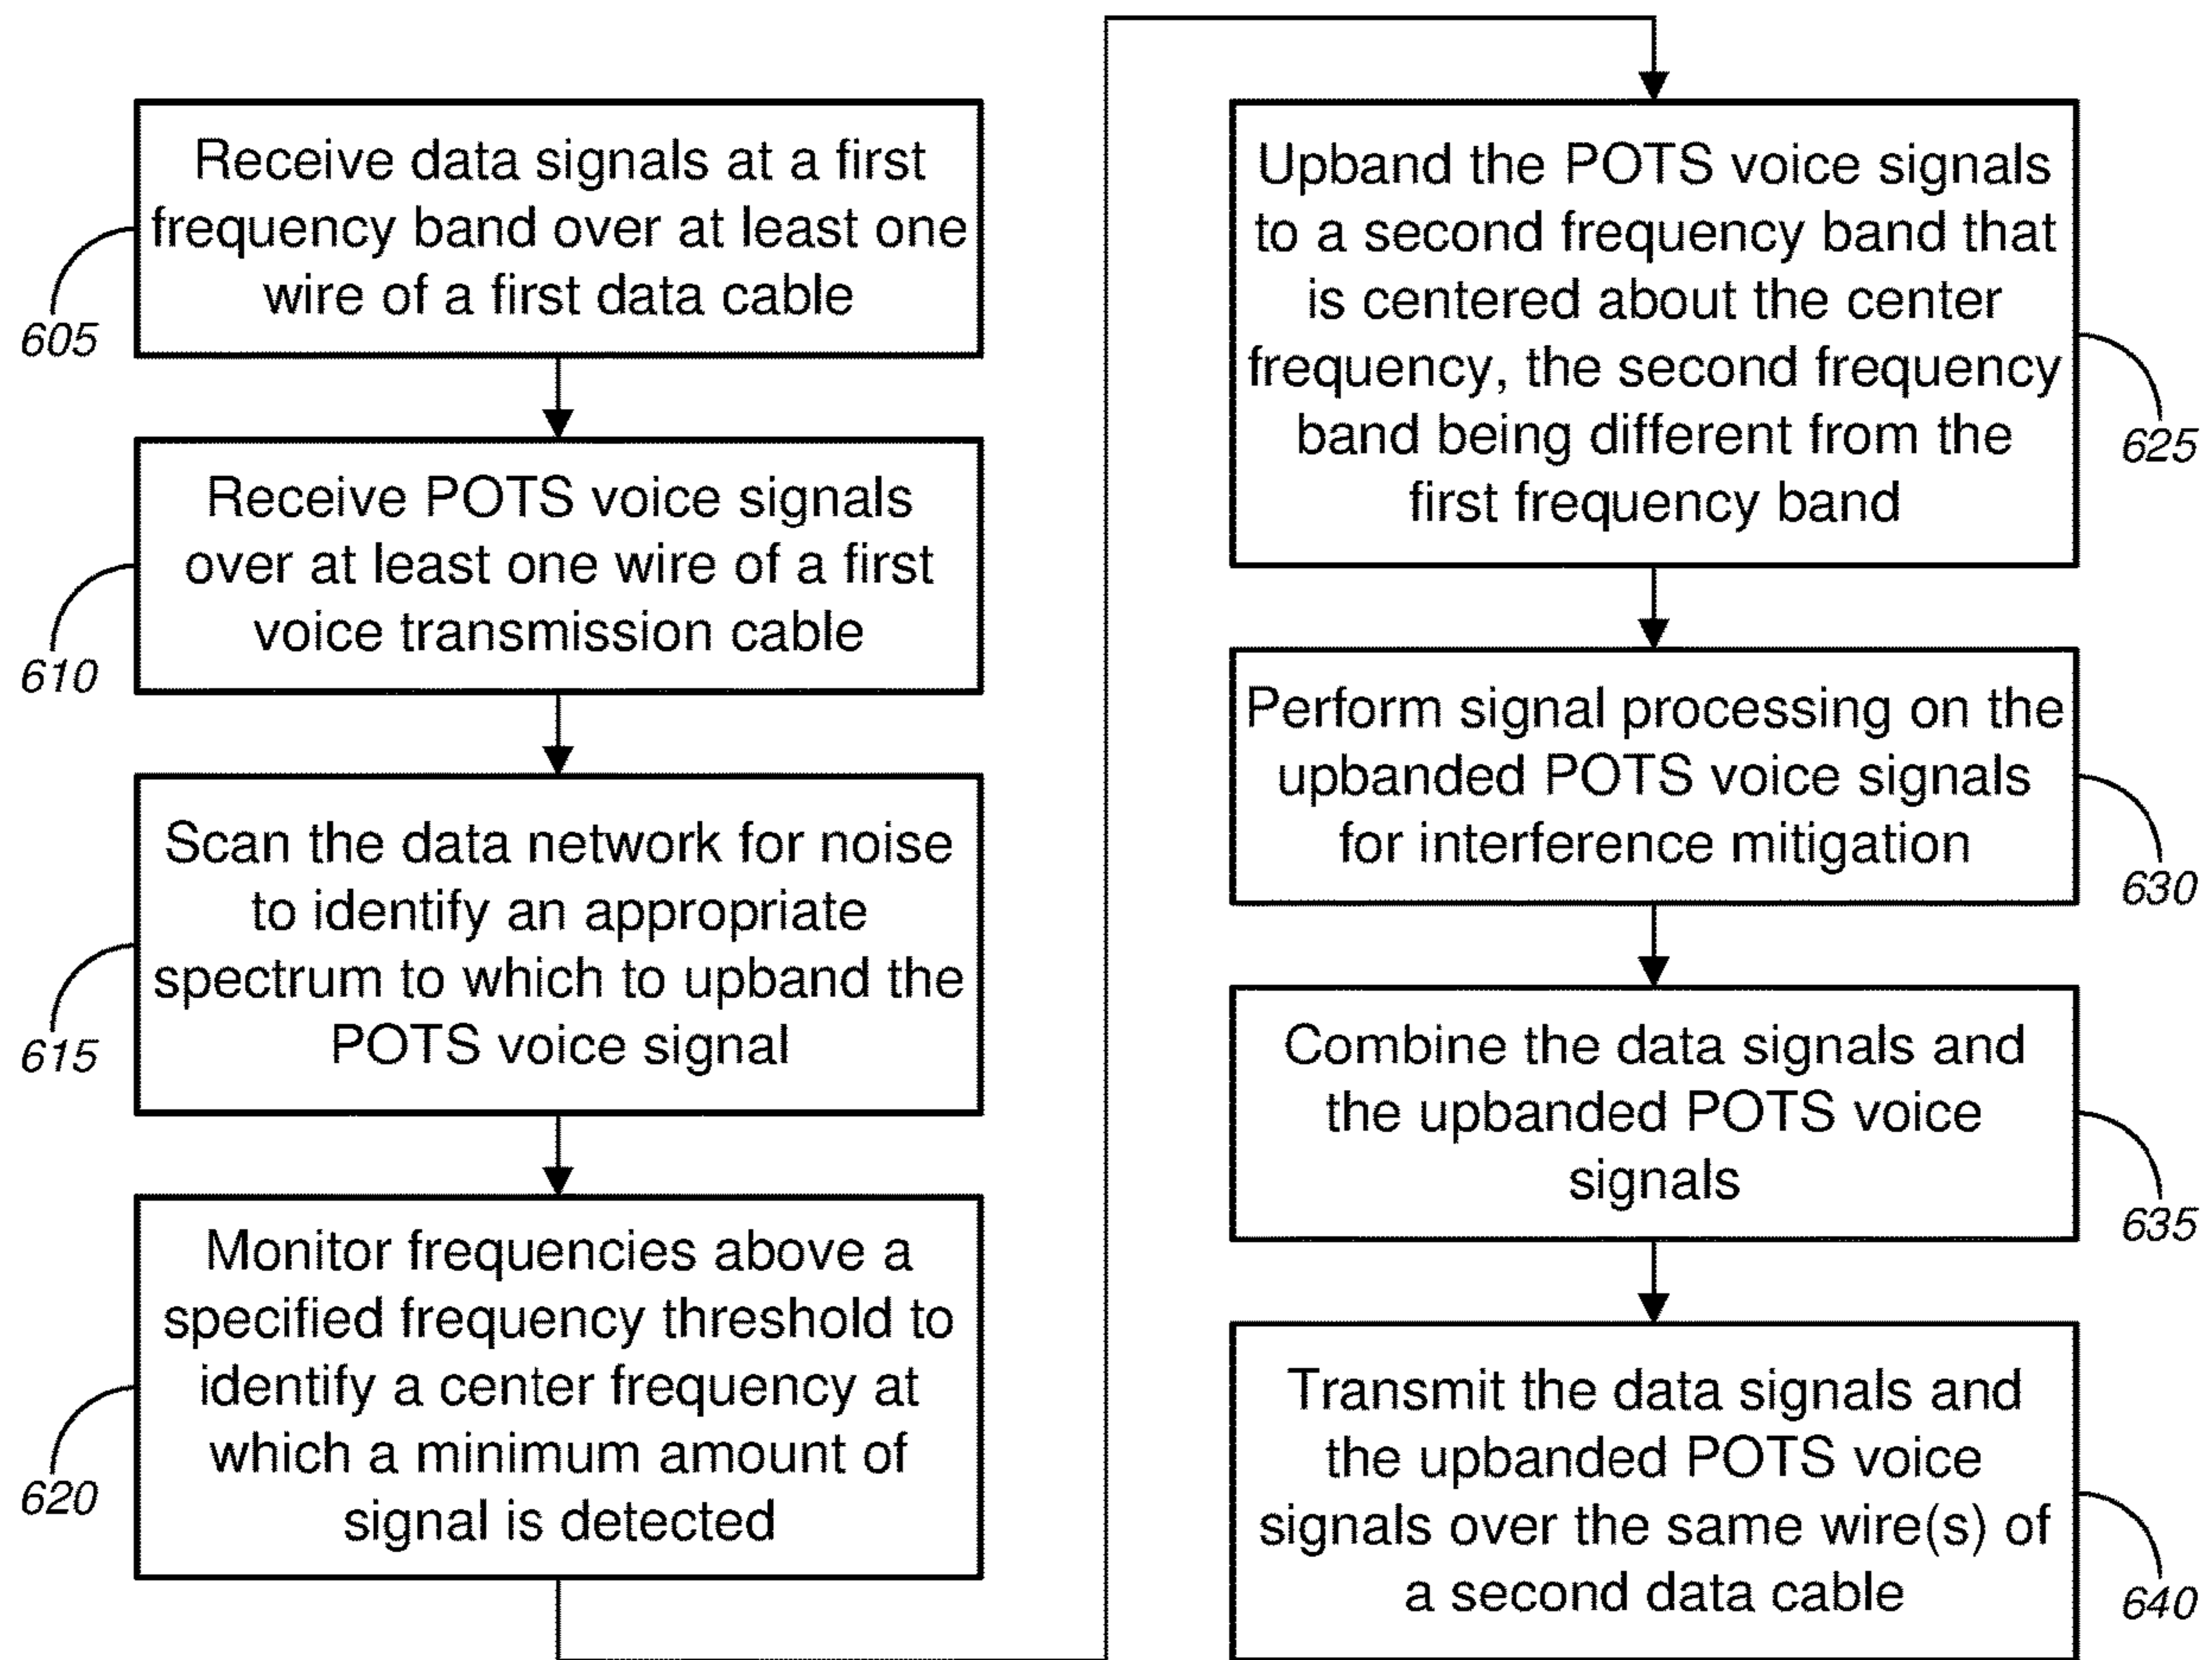 Receive data signals at a first
frequency band over at least one
wire of a first data cable
605
Receive POTS voice signals
over at least one wire of a first
voice transmission cable
610
Scan the data network for noise
to identify an appropriate
spectrum to which to upband the
POTS voice signal
615
Monitor frequencies above a
specified frequency threshold to
identify a center frequency at
which a minimum amount of
signal is detected
620
Upband the POTS voice signals
to a second frequency band that
is centered about the center
frequency, the second frequency
band being different from the
first frequency band
625
Perform signal processing on the
upbanded POTS voice signals
for interference mitigation
630
Combine the data signals and
the upbanded POTS voice
signals
635
Transmit the data signals and
the upbanded POTS voice
signals over the same wire(s) of
a second data cable
640